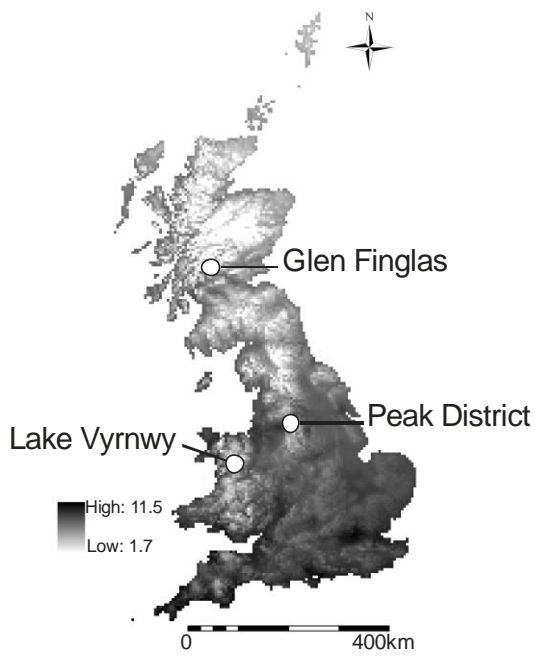 N
Glen Finglas
Peak District
Lake Vyrnwy
High: 11.5
Low: 1.7
0 400km